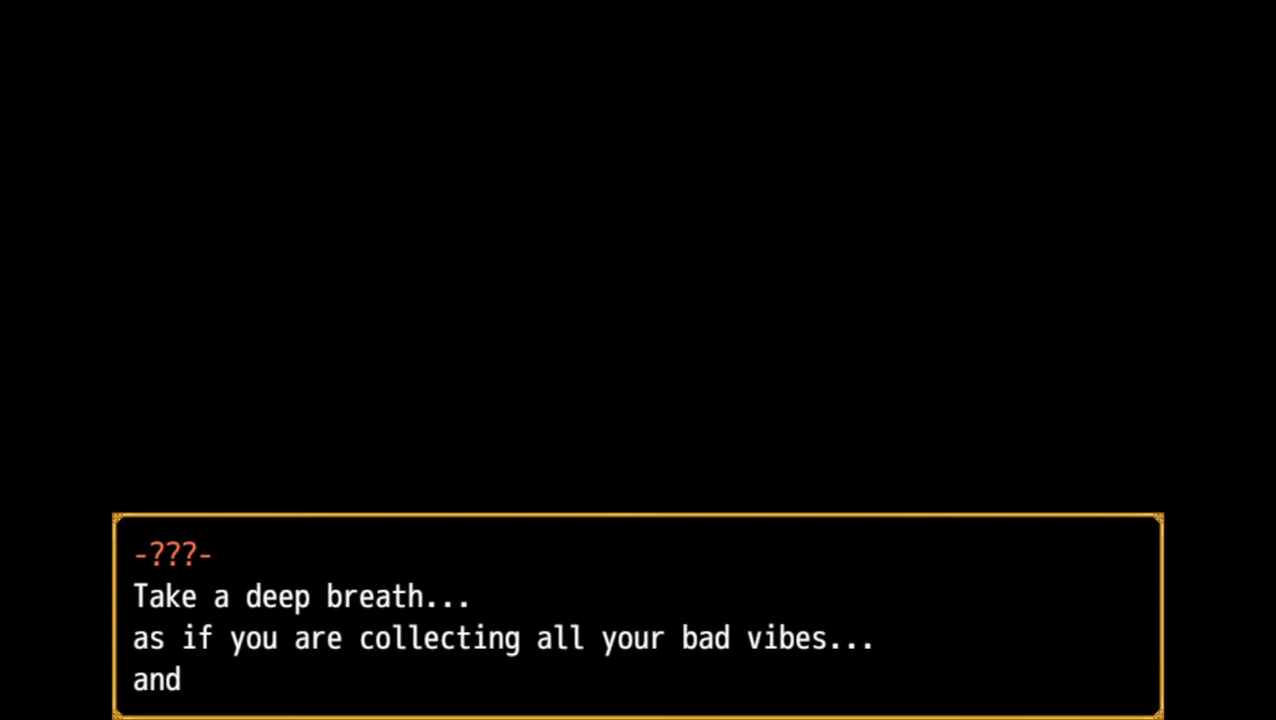 -???-
Take a deep breath...
as if you are collecting all your bad vibes...
and